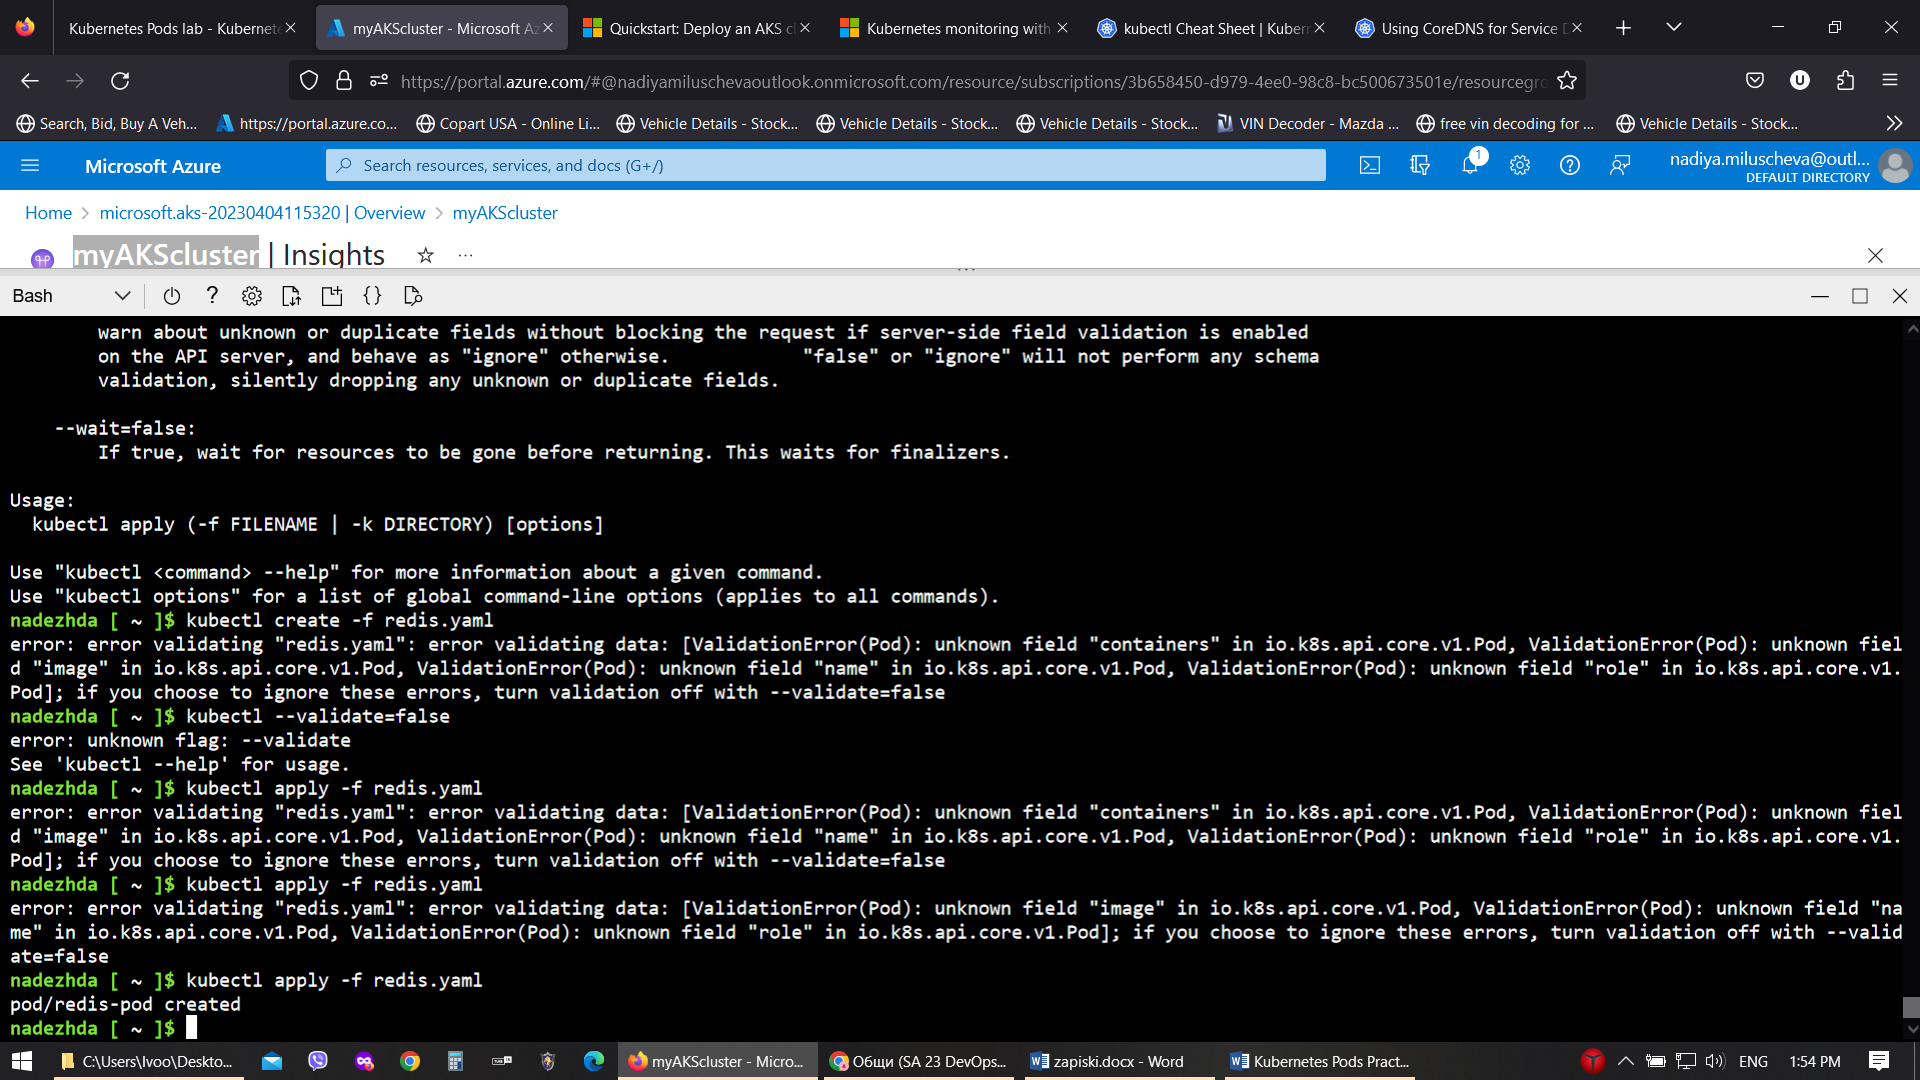 Kubernetes Pods lab - Kubernete
myAKScluster - Microsoft Az
Quickstart: Deploy an AKS cl
Kubernetes monitoring with
kubectl Cheat Sheet | Kubern
Using CoreDNS for Service D
https://portal.azure.com/#@nadiyamiluschevaoutlook.onmicrosoft.com/resource/subscriptions/3b658450-d979-4ee0-98c8-bc500673501e/resourcegro
U
Search, Bid, Buy A Veh...
https://portal.azure.co...
Copart USA - Online Li...
Vehicle Details - Stock...
Vehicle Details - Stock...
Vehicle Details - Stock...
VIN Decoder - Mazda ...
free vin decoding for ...
Vehicle Details - Stock...
Microsoft Azure
Search resources, services, and docs (G+/)
1
nadiya.miluscheva@outl...
DEFAULT DIRECTORY
Home > microsoft.aks-20230404115320 | Overview > myAKScluster
myAKScluster | Insights
...
Bash
warn about unknown or duplicate fields without blocking the request if server-side field validation is enabled
on the API server, and behave as "ignore" otherwise.            "false" or "ignore" will not perform any schema
validation, silently dropping any unknown or duplicate fields.
--wait=false:
If true, wait for resources to be gone before returning. This waits for finalizers.
Usage:
kubectl apply (-f FILENAME | -k DIRECTORY) [options]
Use "kubectl <command> --help" for more information about a given command.
Use "kubectl options" for a list of global command-line options (applies to all commands).
nadezhda [ ~ ]$ kubectl create -f redis.yaml
error: error validating "redis.yaml": error validating data: [ValidationError(Pod): unknown field "containers" in io.k8s.api.core.v1.Pod, ValidationError(Pod): unknown fiel
d "image" in io.k8s.api.core.v1.Pod, ValidationError(Pod): unknown field "name" in io.k8s.api.core.v1.Pod, ValidationError(Pod): unknown field "role" in io.k8s.api.core.v1.
Pod]; if you choose to ignore these errors, turn validation off with --validate=false
nadezhda [ ~ ]$ kubectl --validate=false
error: unknown flag: --validate
See 'kubectl --help' for usage.
nadezhda [ ~ ]$ kubectl apply -f redis.yaml
error: error validating "redis.yaml": error validating data: [ValidationError(Pod): unknown field "containers" in io.k8s.api.core.v1.Pod, ValidationError(Pod): unknown fiel
d "image" in io.k8s.api.core.v1.Pod, ValidationError(Pod): unknown field "name" in io.k8s.api.core.v1.Pod, ValidationError(Pod): unknown field "role" in io.k8s.api.core.v1.
Pod]; if you choose to ignore these errors, turn validation off with --validate=false
nadezhda [ ~ ]$ kubectl apply -f redis.yaml
error: error validating "redis.yaml": error validating data: [ValidationError(Pod): unknown field "image" in io.k8s.api.core.v1.Pod, ValidationError(Pod): unknown field "na
me" in io.k8s.api.core.v1.Pod, ValidationError(Pod): unknown field "role" in io.k8s.api.core.v1.Pod]; if you choose to ignore these errors, turn validation off with --valid
ate=false
nadezhda [ ~ ]$ kubectl apply -f redis.yaml
pod/redis-pod created
nadezhda [ ~ ]$
C:\Users\Ivoo\Deskto...
myAKScluster - Micro...
Общи (SA 23 DevOps...
zapiski.docx - Word
Kubernetes Pods Pract...
ENG
1:54 PM